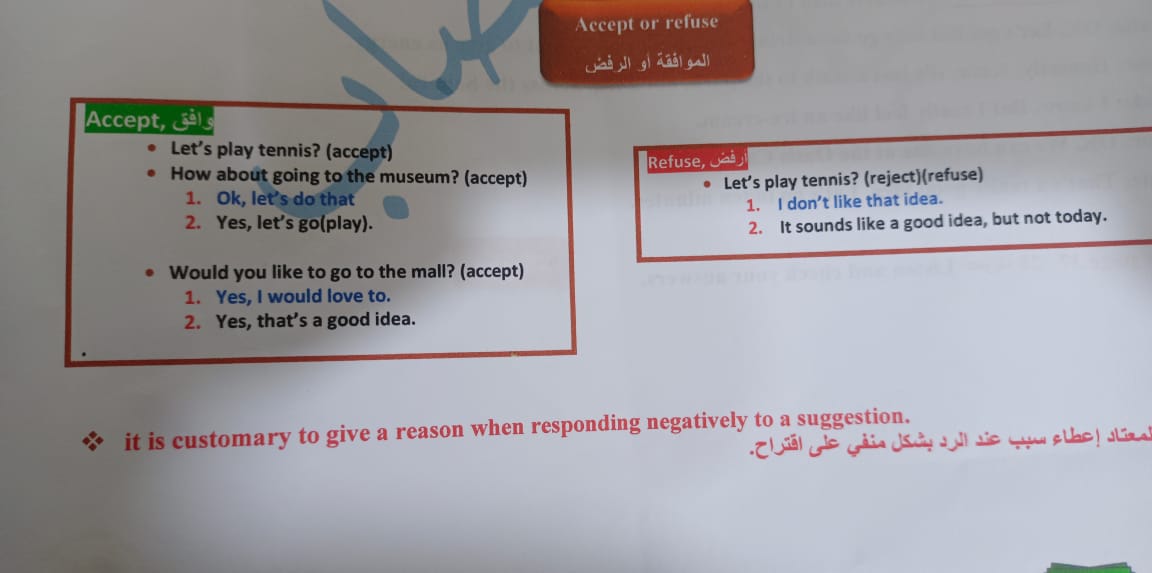 Accept or refuse
الموافقة أو الرفض
Accept, وافق
• Let's play tennis? (accept)
• How about going to the museum? (accept)
1. Ok, let's do that
2. Yes, let's go(play).
• Would you like to go to the mall? (accept)
1. Yes, I would love to.
2. Yes, that's a good idea.
Refuse, أرفض
• Let's play tennis? (reject)(refuse)
1. I don't like that idea.
2. It sounds like a good idea, but not today.
❖ it is customary to give a reason when responding negatively to a suggestion.
لمعتاد إعطاء سبب عند الرد بشكل منفي على اقتراح.